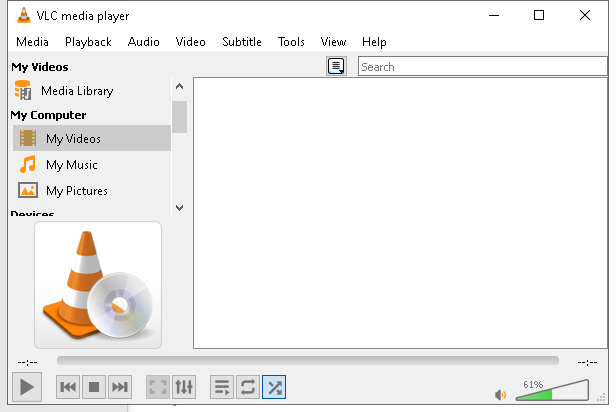 VLC media player
Media Playback Audio Video Subtitle Tools View Help
My Videos
Search
Media Library
My Computer
My Videos
My Music
My Pictures
Devices
--:-- --:--
61%